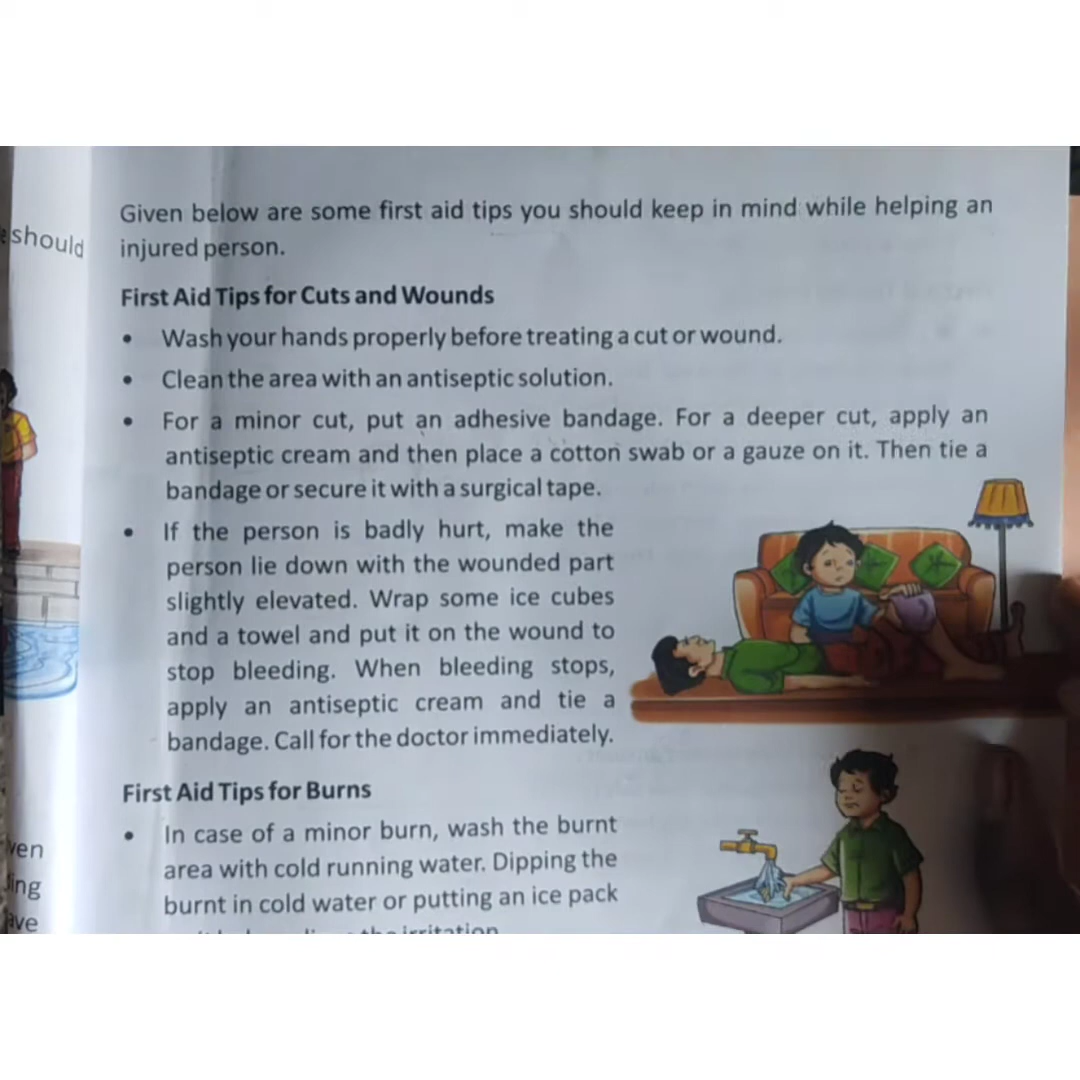 should
Given below are some first aid tips you should keep in mind while helping an
injured person.
First Aid Tips for Cuts and Wounds
• Wash your hands properly before treating a cut or wound.
• Clean the area with an antiseptic solution.
• For a minor cut, put an adhesive bandage. For a deeper cut, apply an
antiseptic cream and then place a cotton swab or a gauze on it. Then tie a
bandage or secure it with a surgical tape.
• If the person is badly hurt, make the
person lie down with the wounded part
slightly elevated. Wrap some ice cubes
and a towel and put it on the wound to
stop bleeding. When bleeding stops,
apply an antiseptic cream and tie a
bandage. Call for the doctor immediately.
First Aid Tips for Burns
• In case of a minor burn, wash the burnt
area with cold running water. Dipping the
burnt in cold water or putting an ice pack
the irritation